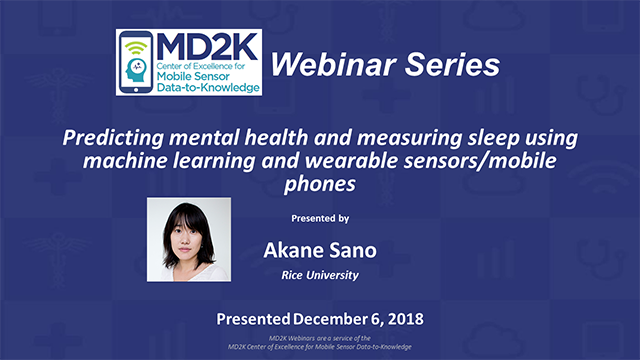 MD2K
Center of Excellence for
Mobile Sensor
Data-to-Knowledge
Webinar Series
Predicting mental health and measuring sleep using
machine learning and wearable sensors/mobile
phones
Presented by
Akane Sano
Rice University
Presented December 6, 2018
MD2K Webinars are a service of the
MD2K Center of Excellence for Mobile Sensor Data-to-Knowledge